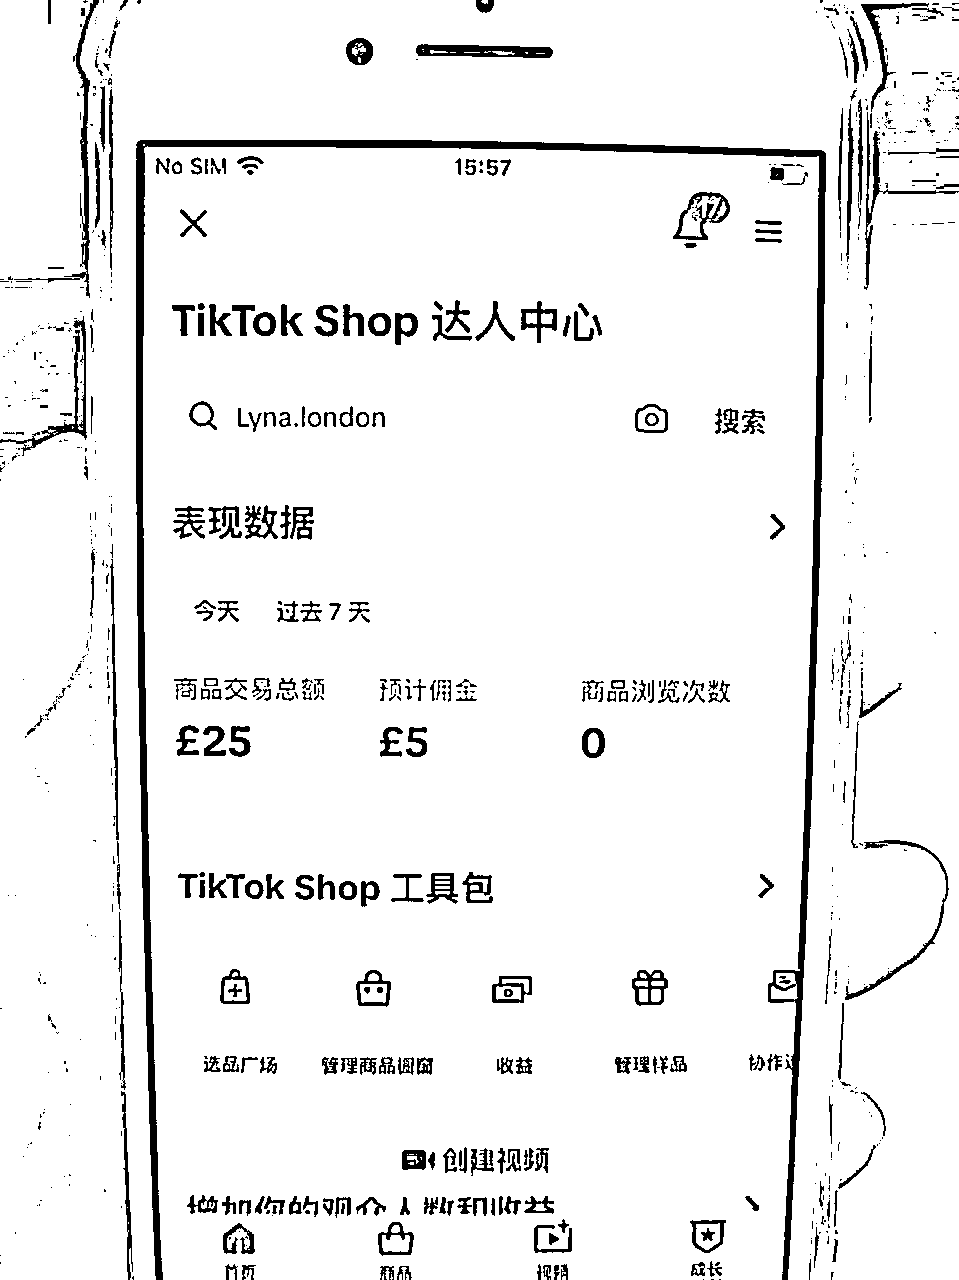 No SIM 15:57
17
TikTok Shop 达人中心
Lyna.london 搜索
表现数据
今天 过去 7 天
商品交易总额 预计佣金 商品浏览次数
£25 £5 0
TikTok Shop 工具包
选品广场 管理商品橱窗 收益 管理样品 协作
创建视频
增加你的观众人数和收益
首页 商品 视频 成长